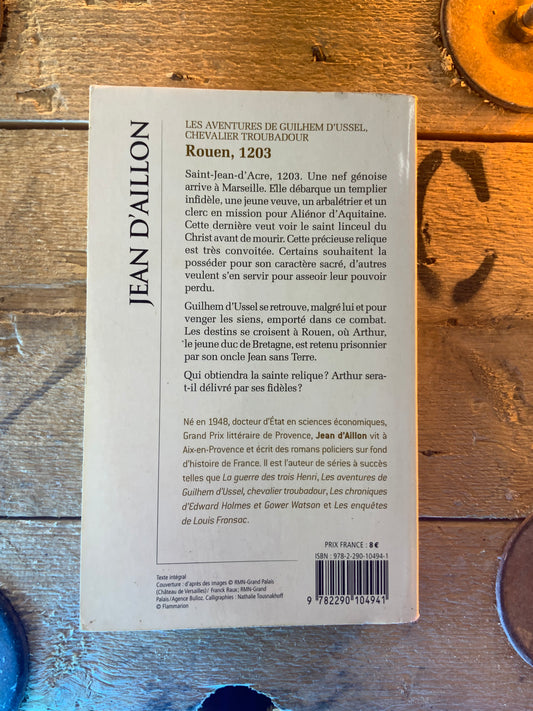 JEAN D'AILLON
LES AVENTURES DE GUILHEM D'USSEL,
CHEVALIER TROUBADOUR
Rouen, 1203
Saint-Jean-d'Acre, 1203. Une nef génoise
arrive à Marseille. Elle débarque un templier
infidèle, une jeune veuve, un arbalétrier et un
clerc en mission pour Aliénor d'Aquitaine.
Cette dernière veut voir le saint linceul du
Christ avant de mourir. Cette précieuse relique
est très convoitée. Certains souhaitent la
posséder pour son caractère sacré, d'autres
veulent s'en servir pour asseoir leur pouvoir
perdu.
Guilhem d'Ussel se retrouve, malgré lui et pour
venger les siens, emporté dans ce combat.
Les destins se croisent à Rouen, où Arthur,
le jeune duc de Bretagne, est retenu prisonnier
par son oncle Jean sans Terre.
Qui obtiendra la sainte relique ? Arthur sera-
t-il délivré par ses fidèles ?
Né en 1948, docteur d'État en sciences économiques,
Grand Prix littéraire de Provence, Jean d'Aillon vit à
Aix-en-Provence et écrit des romans policiers sur fond
d'histoire de France. Il est l'auteur de séries à succès
telles que La guerre des trois Henri, Les aventures de
Guilhem d'Ussel, chevalier troubadour, Les chroniques
d'Edward Holmes et Gower Watson et Les enquêtes
de Louis Fronsac.
PRIX FRANCE : 8 €
ISBN : 978-2-290-10494-1
Texte intégral
Couverture : d'après des images © RMN-Grand Palais
(Château de Versailles) / Franck Raux ; RMN-Grand
Palais / Agence Bulloz. Calligraphies : Nathalie Tousnakhoff
© Flammarion
9 782290 104941